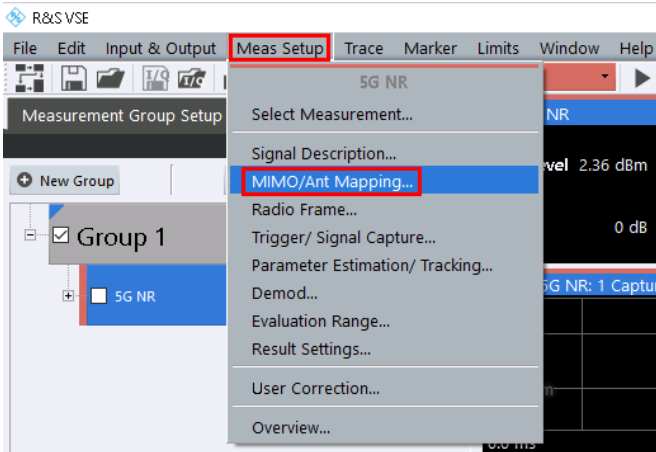 R&S VSE
File Edit Input & Output Meas Setup Trace Marker Limits Window Help
5G NR
Measurement Group Setup
Select Measurement...
NR
Signal Description...
vel 2.36 dBm
New Group
MIMO/Ant Mapping...
Radio Frame...
0 dB
Group 1
Trigger/ Signal Capture...
Parameter Estimation/ Tracking...
5G NR
Demod...
5G NR: 1 Captu
Evaluation Range...
Result Settings...
User Correction...
Overview...
0.0 ms